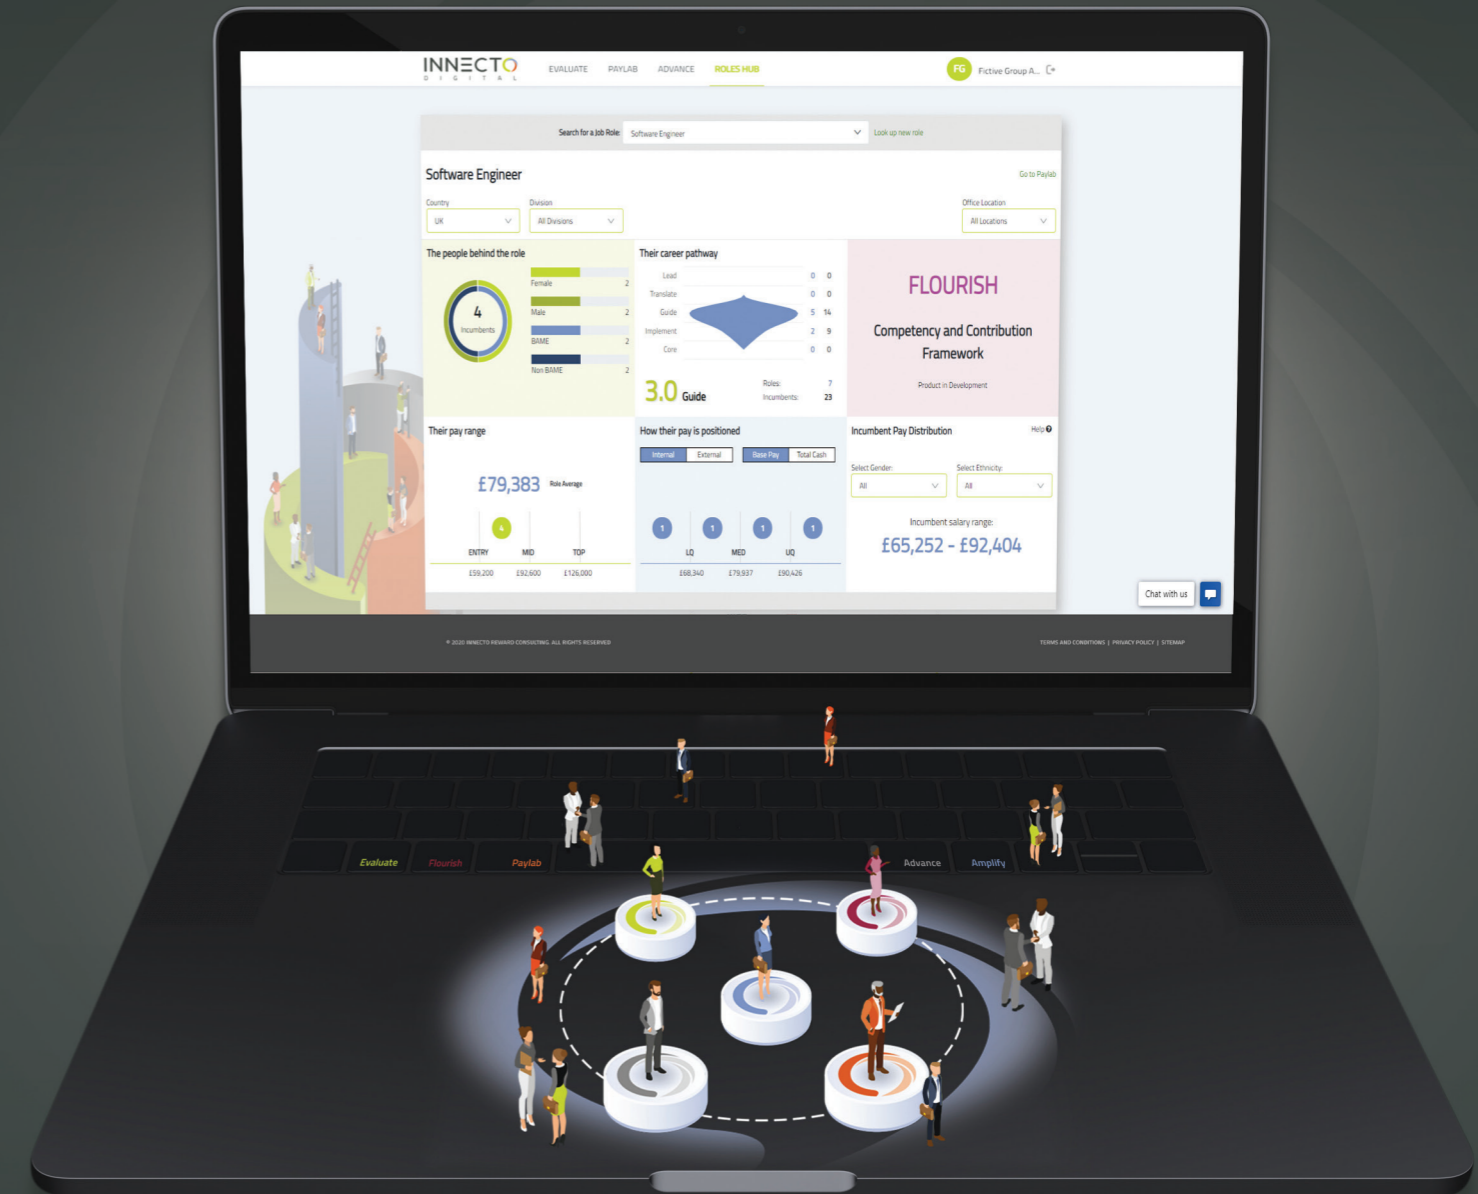 INNECTO
DIGITAL
EVALUATE PAYLAB ADVANCE ROLES HUB
FG Fictive Group A...
Search for a Job Role: Software Engineer Look up new role
Software Engineer
Go to Paylab
Country Division Office Location
UK All Divisions All Locations
The people behind the role
4
Incumbents
Female 2
Male 2
BAME 2
Non BAME 2
Their career pathway
Lead 0 0
Translate 0 0
Guide 5 14
Implement 2 9
Core 0 0
3.0 Guide
Roles: 7
Incumbents: 23
FLOURISH
Competency and Contribution
Framework
Product in Development
Their pay range
£79,383 Role Average
4
ENTRY MID TOP
£59,200 £92,600 £126,000
How their pay is positioned
Internal External Base Pay Total Cash
1 1 1 1
LQ MED UQ
£68,340 £79,937 £90,426
Incumbent Pay Distribution Help
Select Gender: Select Ethnicity:
All All
Incumbent salary range:
£65,252 - £92,404
Chat with us
© 2020 INNECTO REWARD CONSULTING. ALL RIGHTS RESERVED
TERMS AND CONDITIONS | PRIVACY POLICY | SITEMAP
Evaluate Flourish Paylab Advance Amplify